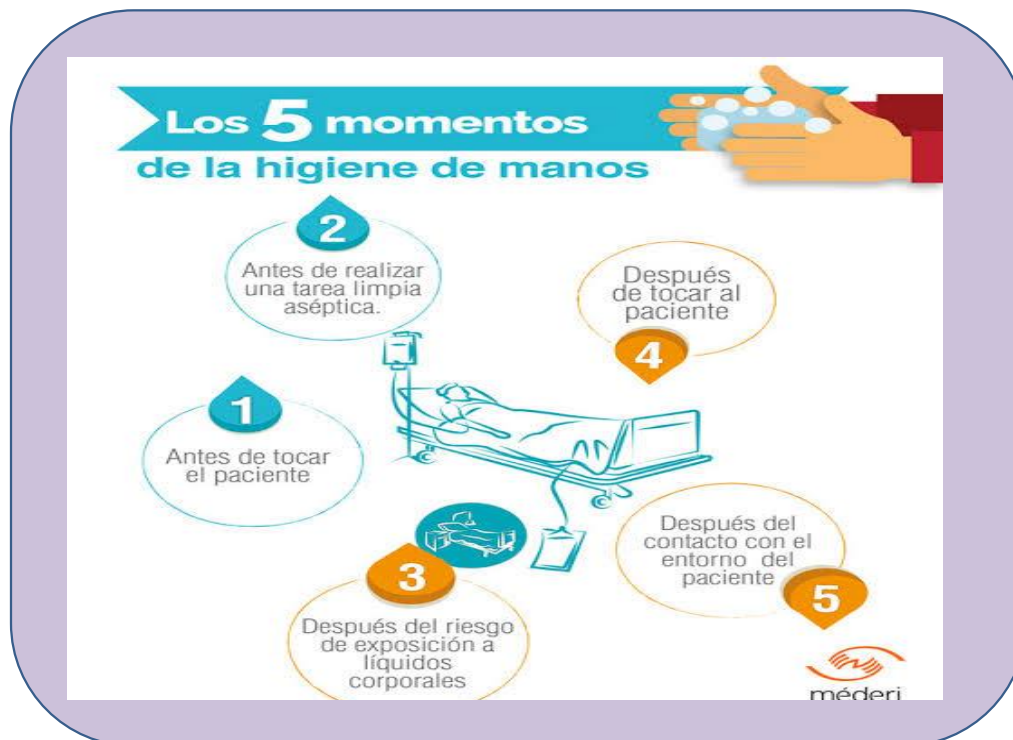 Los 5 momentos
de la higiene de manos
2
Antes de realizar
una tarea limpia
aséptica.
Después
de tocar al
paciente
4
1
Antes de tocar
el paciente
Después del
contacto con el
entorno del
paciente
5
3
Después del riesgo
de exposición a
líquidos
corporales
méderi